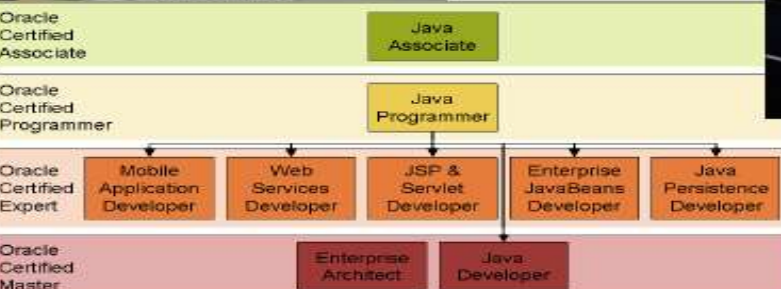 Oracle
Certified
Associate
Java
Associate
Oracle
Certified
Programmer
Java
Programmer
Oracle
Certified
Expert
Mobile
Application
Developer
Web
Services
Developer
JSP &
Servlet
Developer
Enterprise
JavaBeans
Developer
Java
Persistence
Developer
Oracle
Certified
Master
Enterprise
Architect
Java
Developer